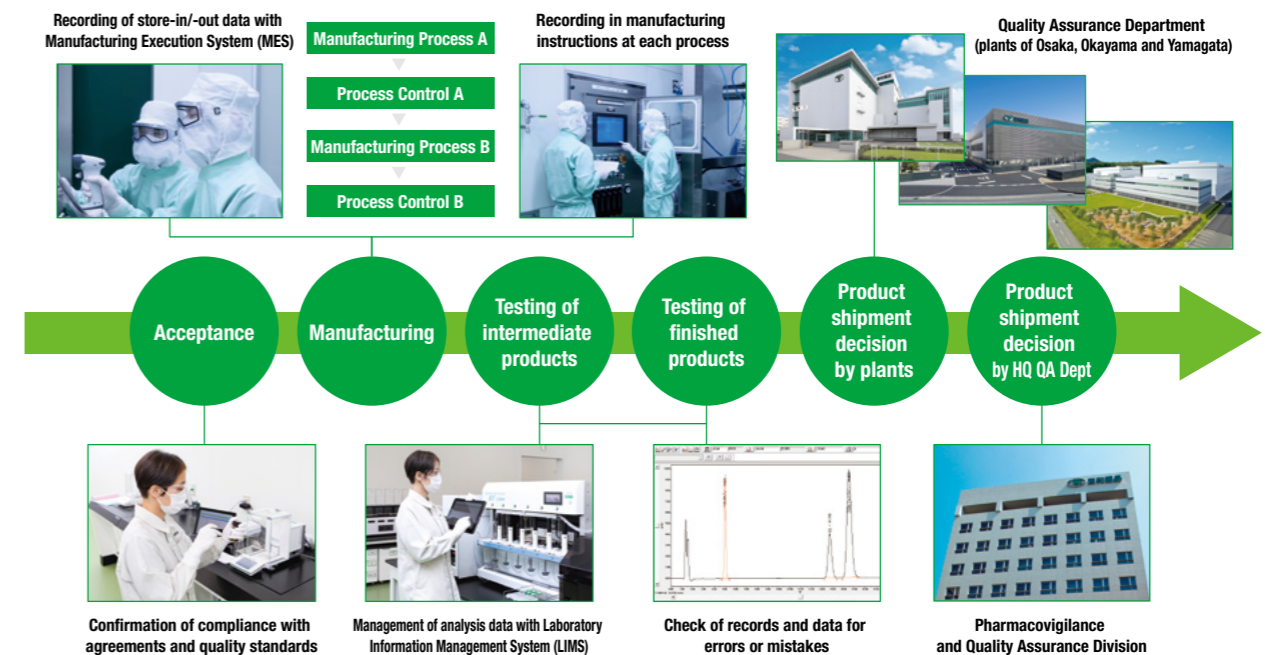 Recording of store-in/-out data with
Manufacturing Execution System (MES)
Manufacturing Process A
Process Control A
Manufacturing Process B
Process Control B
Recording in manufacturing
instructions at each process
Quality Assurance Department
(plants of Osaka, Okayama and Yamagata)
Acceptance
Manufacturing
Testing of
intermediate
products
Testing of
finished
products
Product
shipment
decision
by plants
Product
shipment
decision
by HQ QA Dept
Confirmation of compliance with
agreements and quality standards
Management of analysis data with Laboratory
Information Management System (LIMS)
Check of records and data for
errors or mistakes
Pharmacovigilance
and Quality Assurance Division